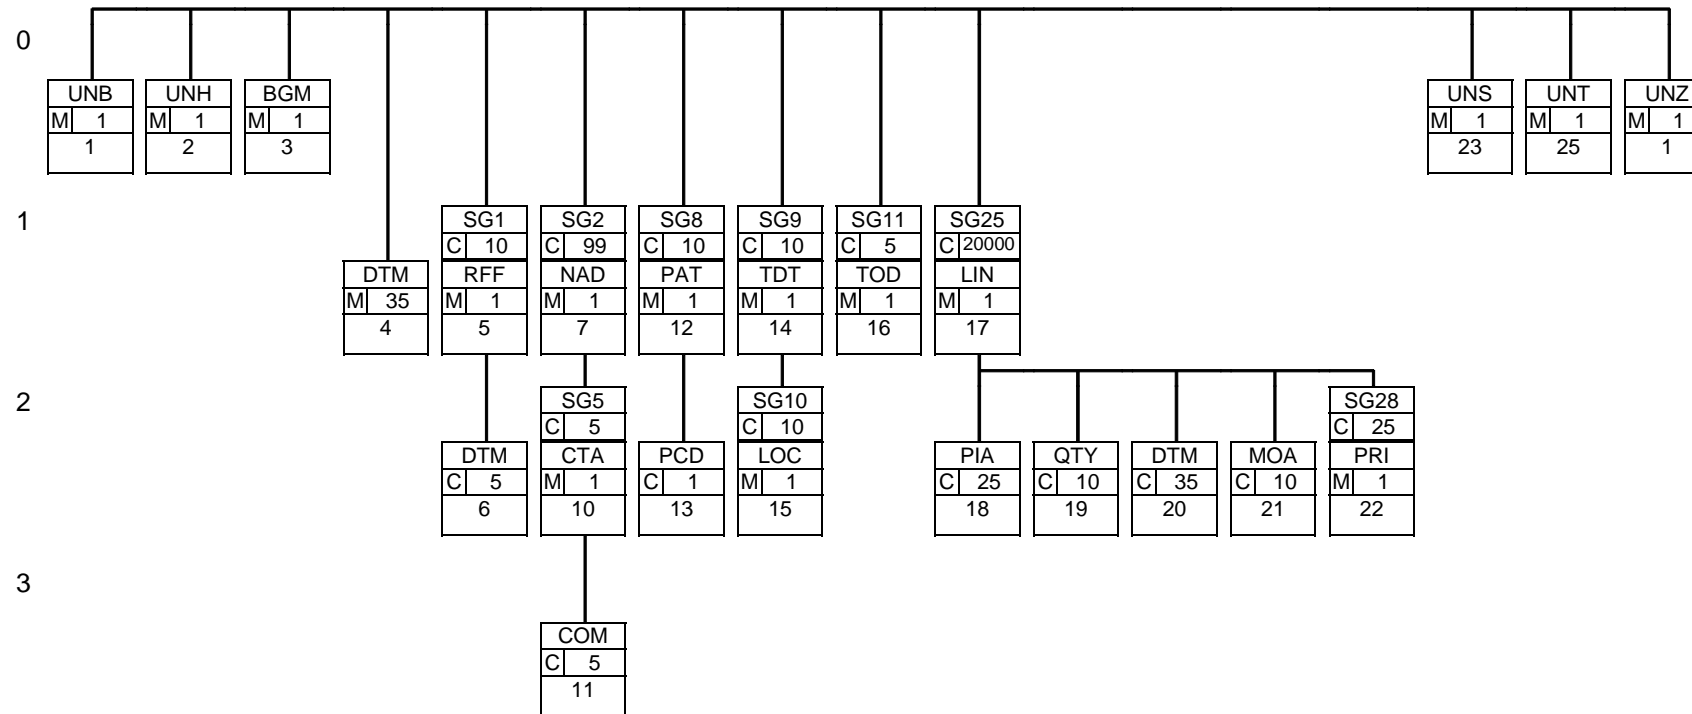 0
UNB UNH BGM UNS UNT UNZ
M 1 M 1 M 1 M 1 M 1 M 1
1 2 3 23 25 1
1
SG1 SG2 SG8 SG9 SG11 SG25
C 10 C 99 C 10 C 10 C 5 C 20000
DTM RFF NAD PAT TDT TOD LIN
M 35 M 1 M 1 M 1 M 1 M 1 M 1
4 5 7 12 14 16 17
2
SG5 SG10 SG28
C 5 C 10 C 25
DTM CTA PCD LOC PIA QTY DTM MOA PRI
C 5 M 1 C 1 M 1 C 25 C 10 C 35 C 10 M 1
6 10 13 15 18 19 20 21 22
3
COM
C 5
11